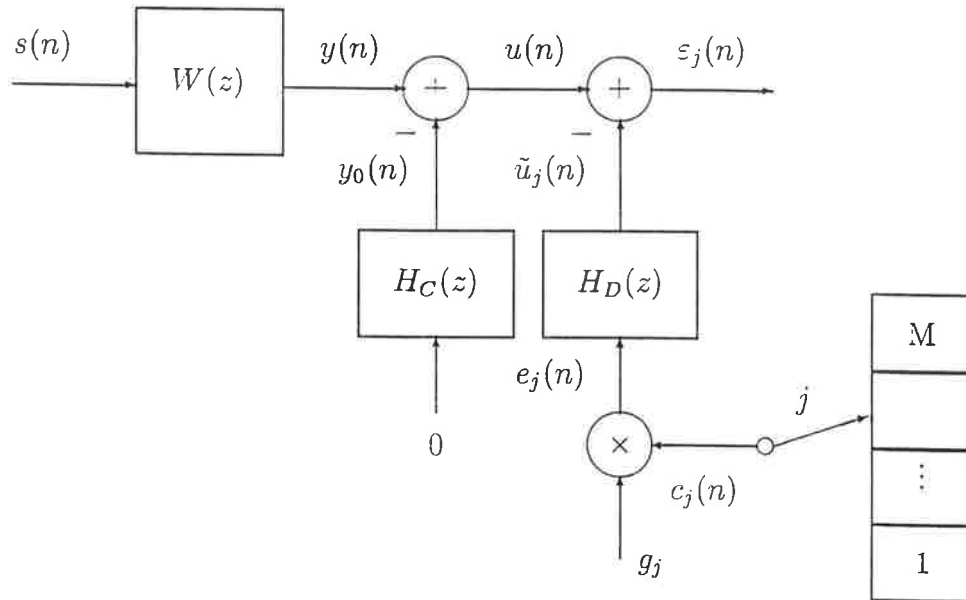 s(n)
W(z)
y(n)
+
u(n)
+
ε_j(n)
−
−
y_0(n)
ũ_j(n)
H_C(z)
H_D(z)
M
e_j(n)
j
0
×
c_j(n)
⋮
g_j
1